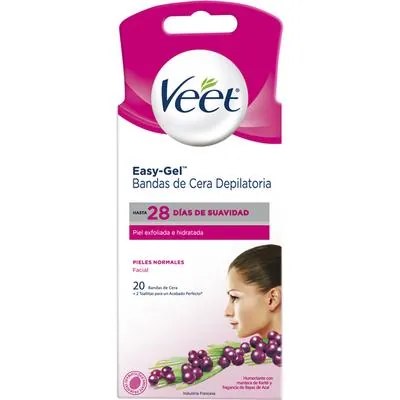 Veet
Easy-Gel™
Bandas de Cera Depilatoria
HASTA 28 DÍAS DE SUAVIDAD
Piel exfoliada e hidratada
PIELES NORMALES
Facial
20 Bandas de Cera
+ 2 Toallitas para un Acabado Perfecto*
Humectante con
manteca de Karité y
fragancia de Bayas de Acaí
Industria Francesa